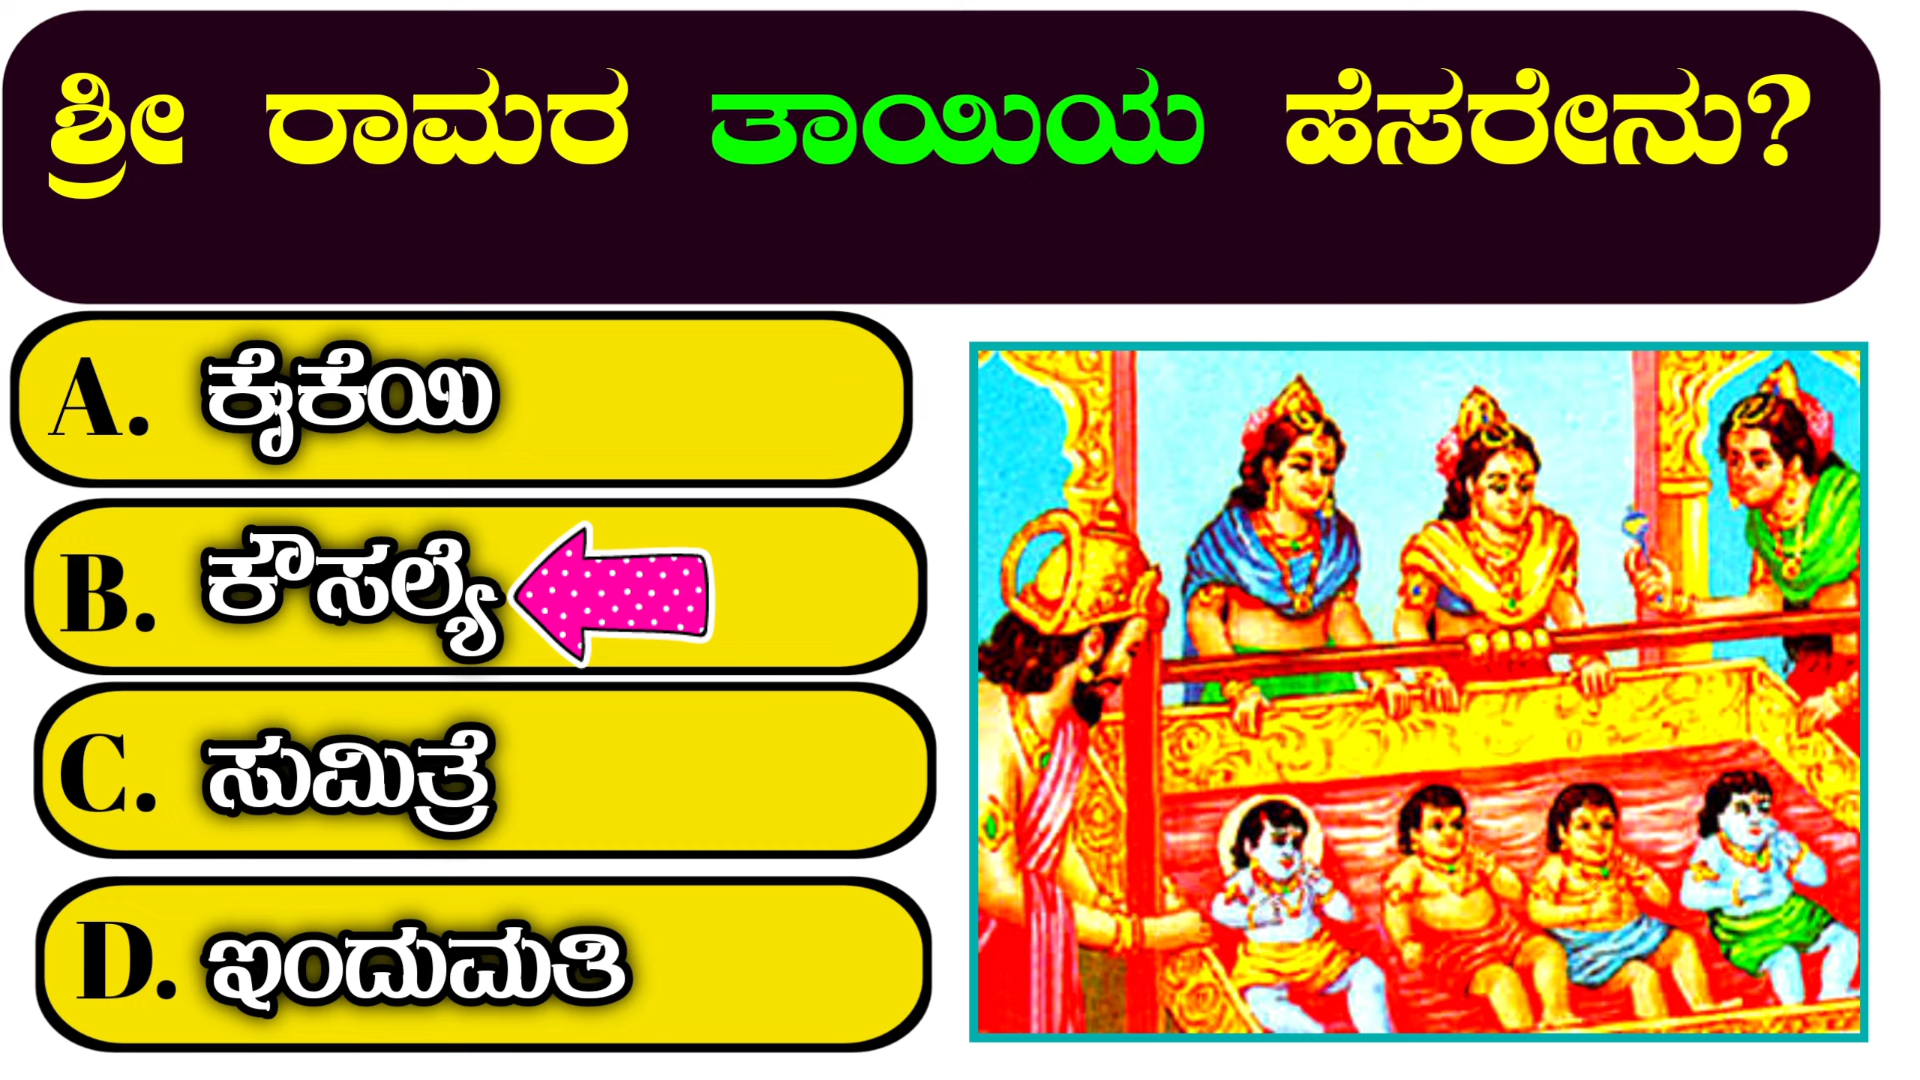 ಶ್ರೀ ರಾಮರ ತಾಯಿಯ ಹೆಸರೇನು?
A. ಕೈಕೆಯಿ
B. ಕೌಸಲ್ಯೆ
C. ಸುಮಿತ್ರೆ
D. ಇಂದುಮತಿ